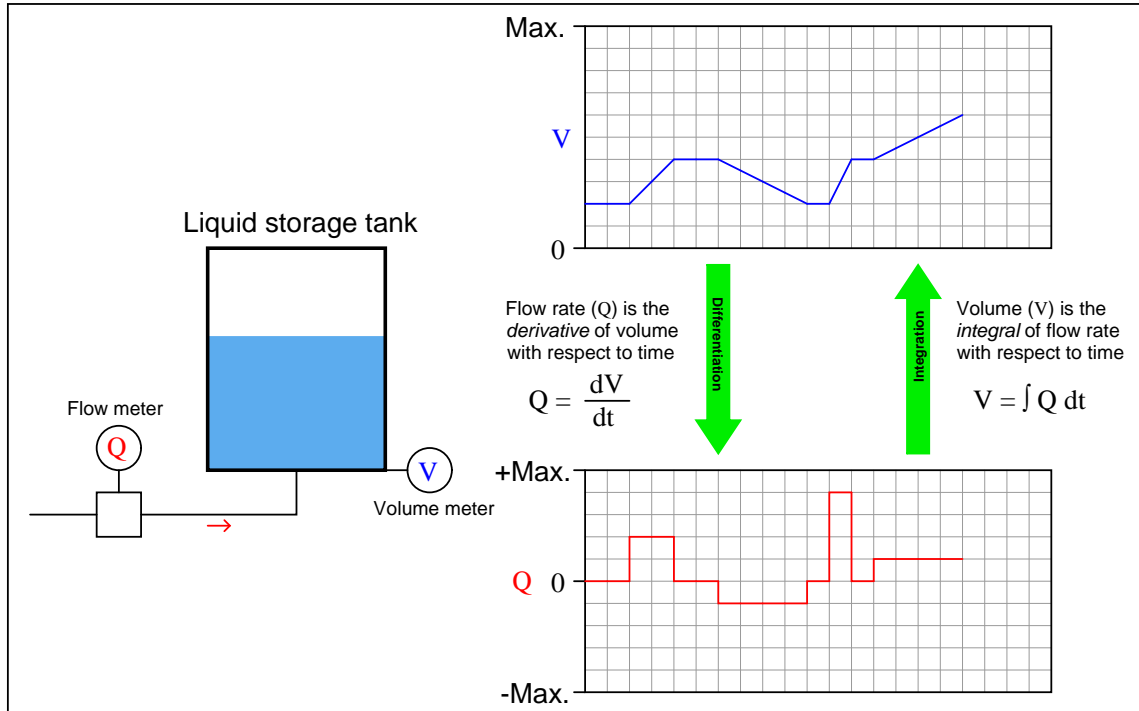 Max.
V
0
Liquid storage tank
Flow meter
Q
V
Volume meter
Flow rate (Q) is the
derivative of volume
with respect to time
Q = dV
dt
Differentiation
Integration
Volume (V) is the
integral of flow rate
with respect to time
V = ∫ Q dt
+Max.
Q 0
-Max.